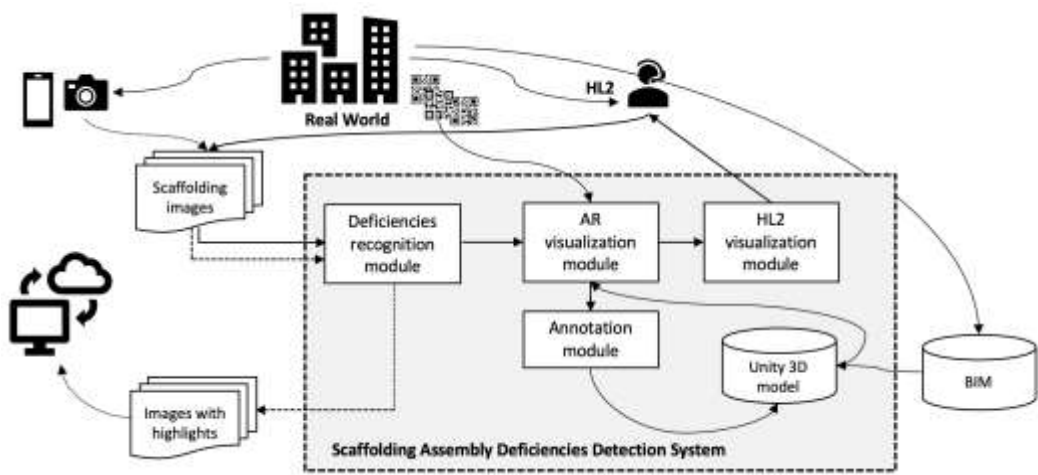 HL2
Real World
Scaffolding
images
Deficiencies
recognition
module
AR
visualization
module
HL2
visualization
module
Annotation
module
Unity 3D
model
BIM
Images with
highlights
Scaffolding Assembly Deficiencies Detection System